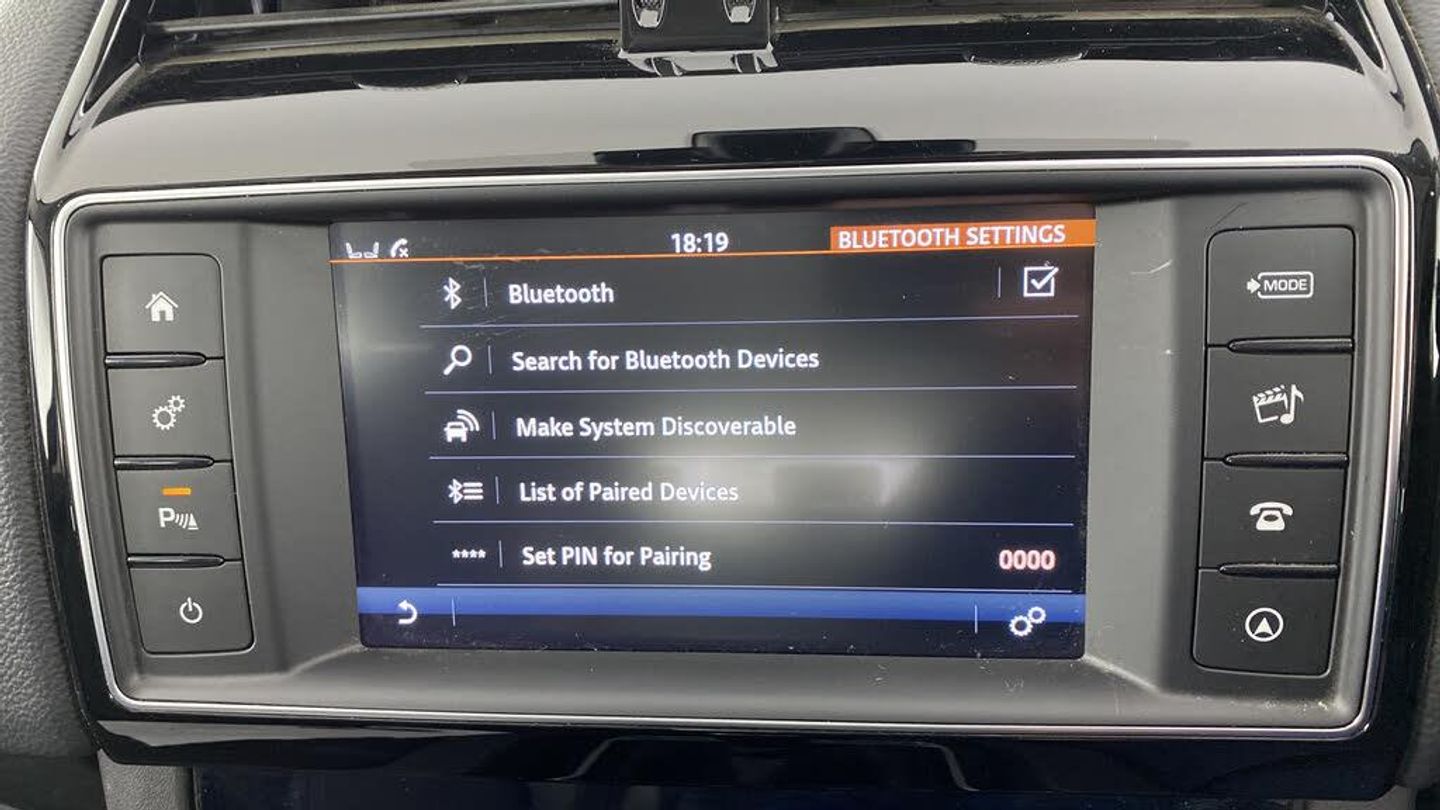 18:19
BLUETOOTH SETTINGS
Bluetooth
Search for Bluetooth Devices
Make System Discoverable
List of Paired Devices
**** Set PIN for Pairing 0000
MODE
P